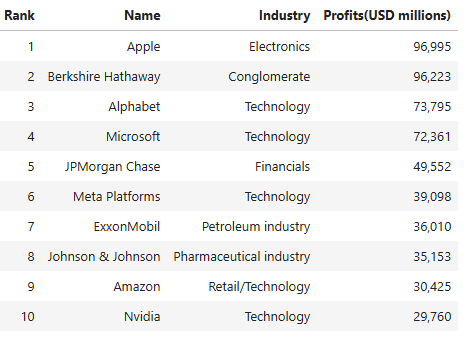 Rank Name Industry Profits(USD millions)
1 Apple Electronics 96,995
2 Berkshire Hathaway Conglomerate 96,223
3 Alphabet Technology 73,795
4 Microsoft Technology 72,361
5 JPMorgan Chase Financials 49,552
6 Meta Platforms Technology 39,098
7 ExxonMobil Petroleum industry 36,010
8 Johnson & Johnson Pharmaceutical industry 35,153
9 Amazon Retail/Technology 30,425
10 Nvidia Technology 29,760